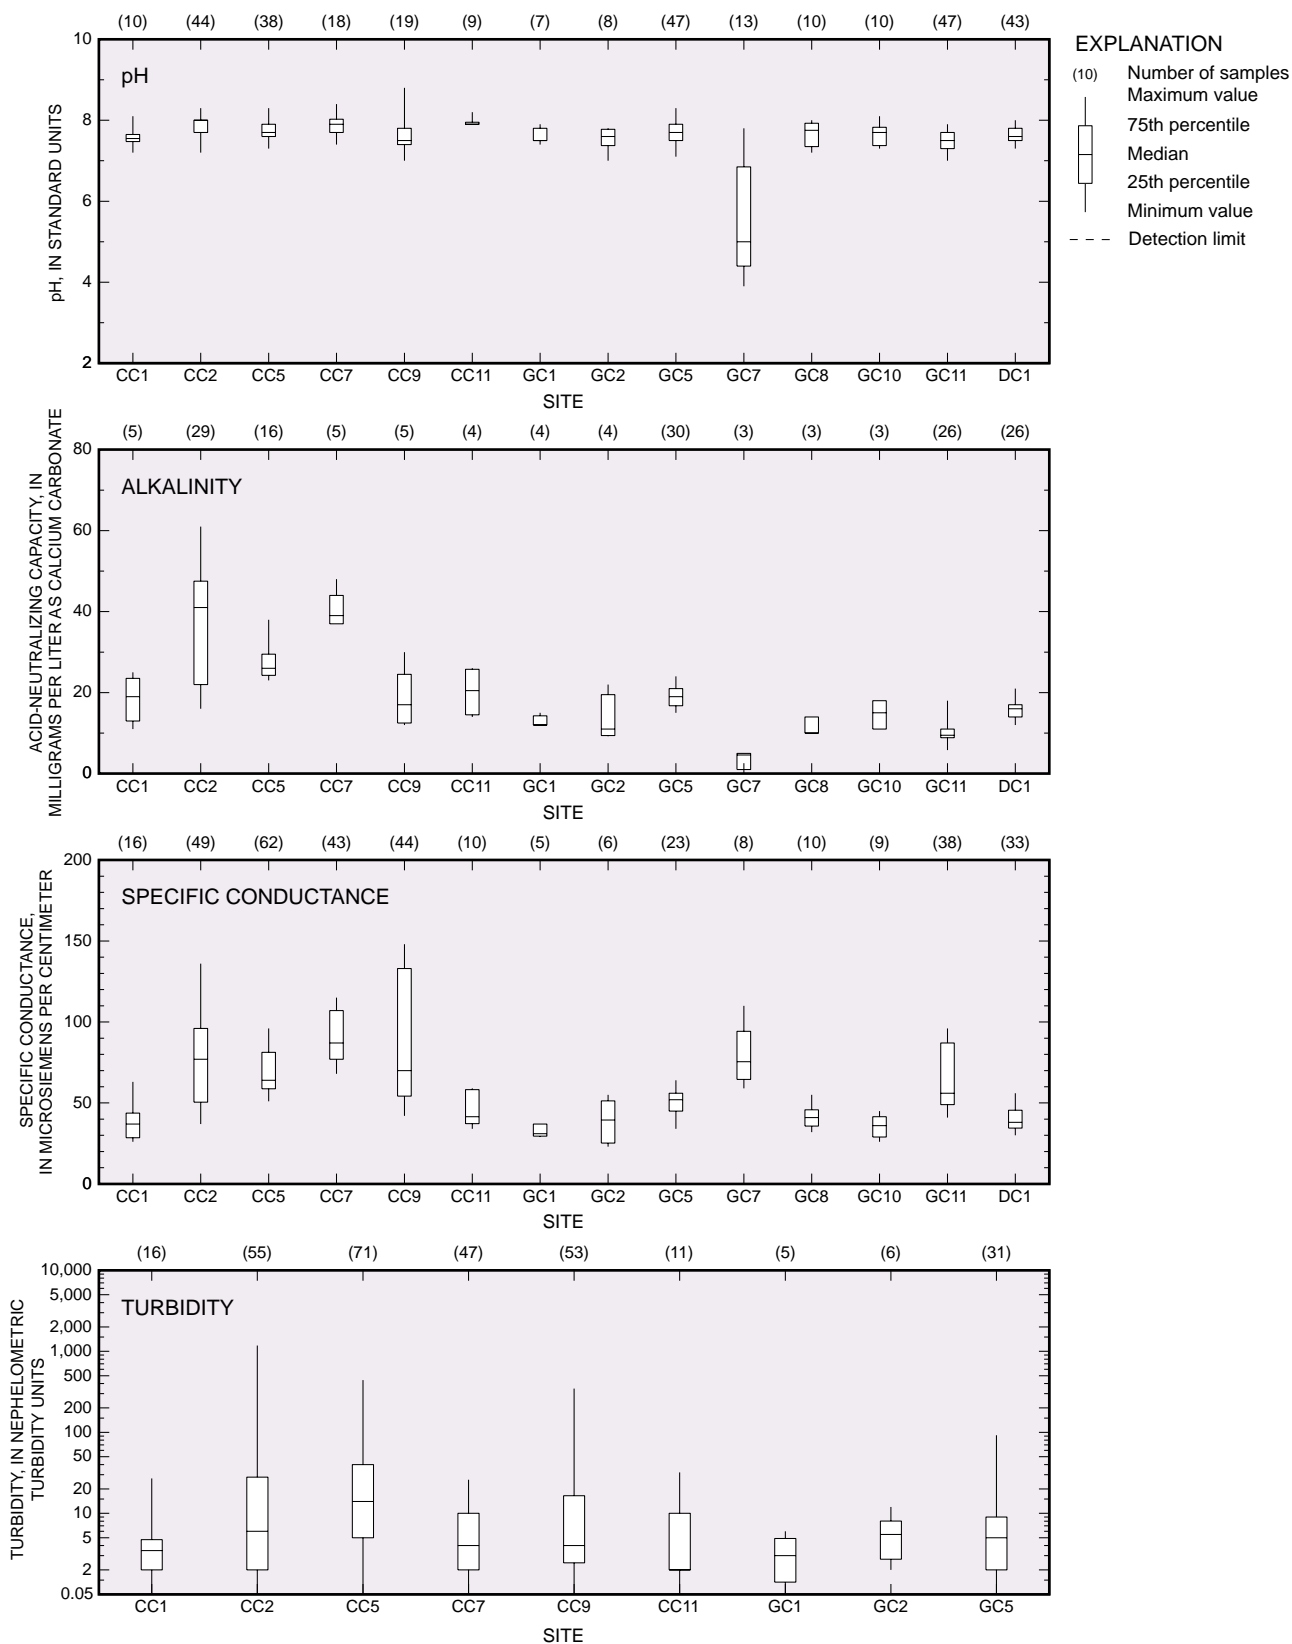 (10) (44) (38) (18) (19) (9) (7) (8) (47) (13) (10) (10) (47) (43)
10
8
6
4
2
pH
pH, IN STANDARD UNITS
CC1 CC2 CC5 CC7 CC9 CC11 GC1 GC2 GC5 GC7 GC8 GC10 GC11 DC1
SITE
EXPLANATION
(10) Number of samples
Maximum value
75th percentile
Median
25th percentile
Minimum value
Detection limit
(5) (29) (16) (5) (5) (4) (4) (4) (30) (3) (3) (3) (26) (26)
80
60
40
20
0
ALKALINITY
ACID-NEUTRALIZING CAPACITY, IN
MILLIGRAMS PER LITER AS CALCIUM CARBONATE
CC1 CC2 CC5 CC7 CC9 CC11 GC1 GC2 GC5 GC7 GC8 GC10 GC11 DC1
SITE
(16) (49) (62) (43) (44) (10) (5) (6) (23) (8) (10) (9) (38) (33)
200
150
100
50
0
SPECIFIC CONDUCTANCE
SPECIFIC CONDUCTANCE,
IN MICROSIEMENS PER CENTIMETER
CC1 CC2 CC5 CC7 CC9 CC11 GC1 GC2 GC5 GC7 GC8 GC10 GC11 DC1
SITE
(16) (55) (71) (47) (53) (11) (5) (6) (31)
10,000
5,000
2,000
1,000
500
200
100
50
20
10
5
2
0.05
TURBIDITY
TURBIDITY, IN NEPHELOMETRIC
TURBIDITY UNITS
CC1 CC2 CC5 CC7 CC9 CC11 GC1 GC2 GC5
SITE